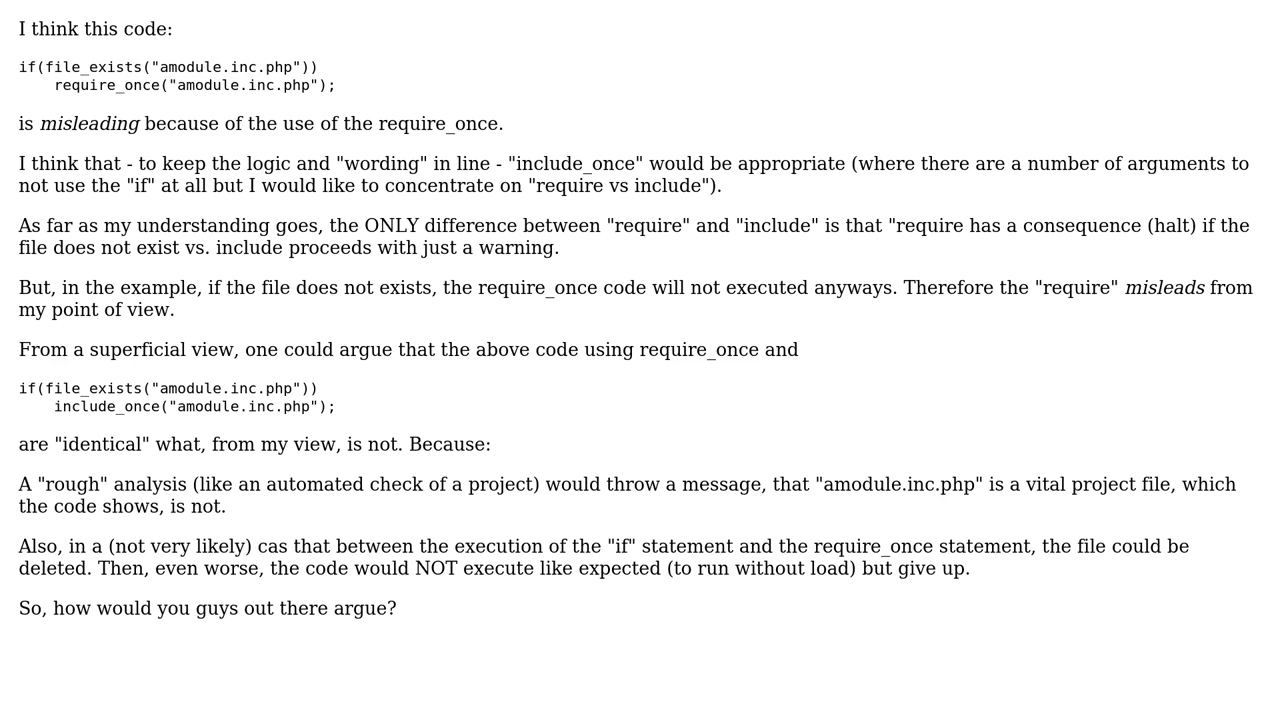 I think this code:
if(file_exists("amodule.inc.php"))
    require_once("amodule.inc.php");
is misleading because of the use of the require_once.
I think that - to keep the logic and "wording" in line - "include_once" would be appropriate (where there are a number of arguments to
not use the "if" at all but I would like to concentrate on "require vs include").
As far as my understanding goes, the ONLY difference between "require" and "include" is that "require has a consequence (halt) if the
file does not exist vs. include proceeds with just a warning.
But, in the example, if the file does not exists, the require_once code will not executed anyways. Therefore the "require" misleads from
my point of view.
From a superficial view, one could argue that the above code using require_once and
if(file_exists("amodule.inc.php"))
    include_once("amodule.inc.php");
are "identical" what, from my view, is not. Because:
A "rough" analysis (like an automated check of a project) would throw a message, that "amodule.inc.php" is a vital project file, which
the code shows, is not.
Also, in a (not very likely) cas that between the execution of the "if" statement and the require_once statement, the file could be
deleted. Then, even worse, the code would NOT execute like expected (to run without load) but give up.
So, how would you guys out there argue?